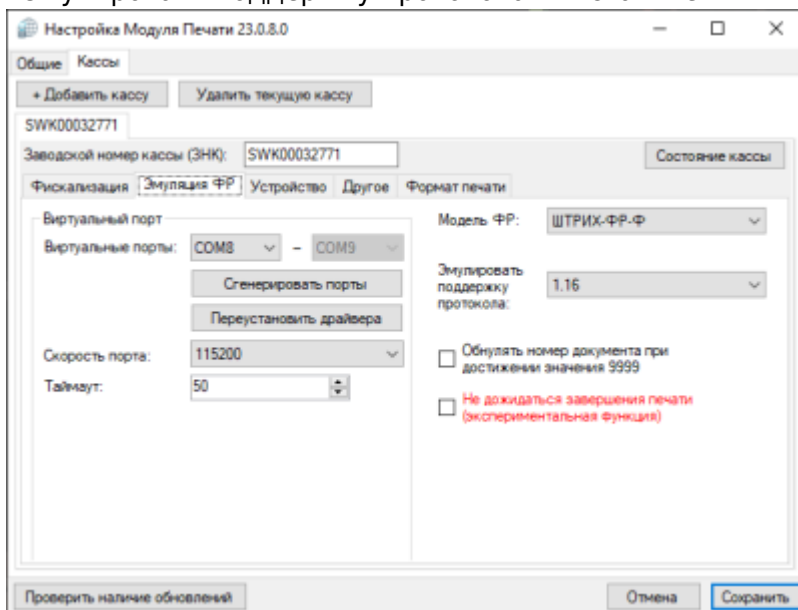 Настройка Модуля Печати 23.0.8.0
Общие Кассы
+ Добавить кассу Удалить текущую кассу
SWK00032771
Заводской номер кассы (ЗНК): SWK00032771 Состояние кассы
Фискализация Эмуляция ФР Устройство Другое Формат печати
Виртуальный порт
Виртуальные порты: COM8 – COM9
Сгенерировать порты
Переустановить драйвера
Скорость порта: 115200
Таймаут: 50
Модель ФР: ШТРИХ-ФР-Ф
Эмулировать
поддержку
протокола:
1.16
Обнулять номер документа при
достижении значения 9999
Не дожидаться завершения печати
(экспериментальная функция)
Проверить наличие обновлений Отмена Сохранить